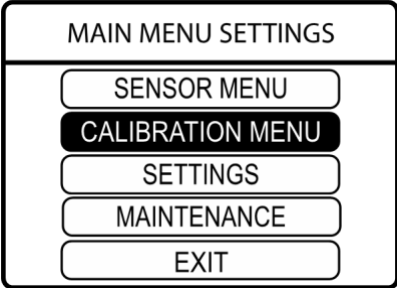 MAIN MENU SETTINGS
SENSOR MENU
CALIBRATION MENU
SETTINGS
MAINTENANCE
EXIT